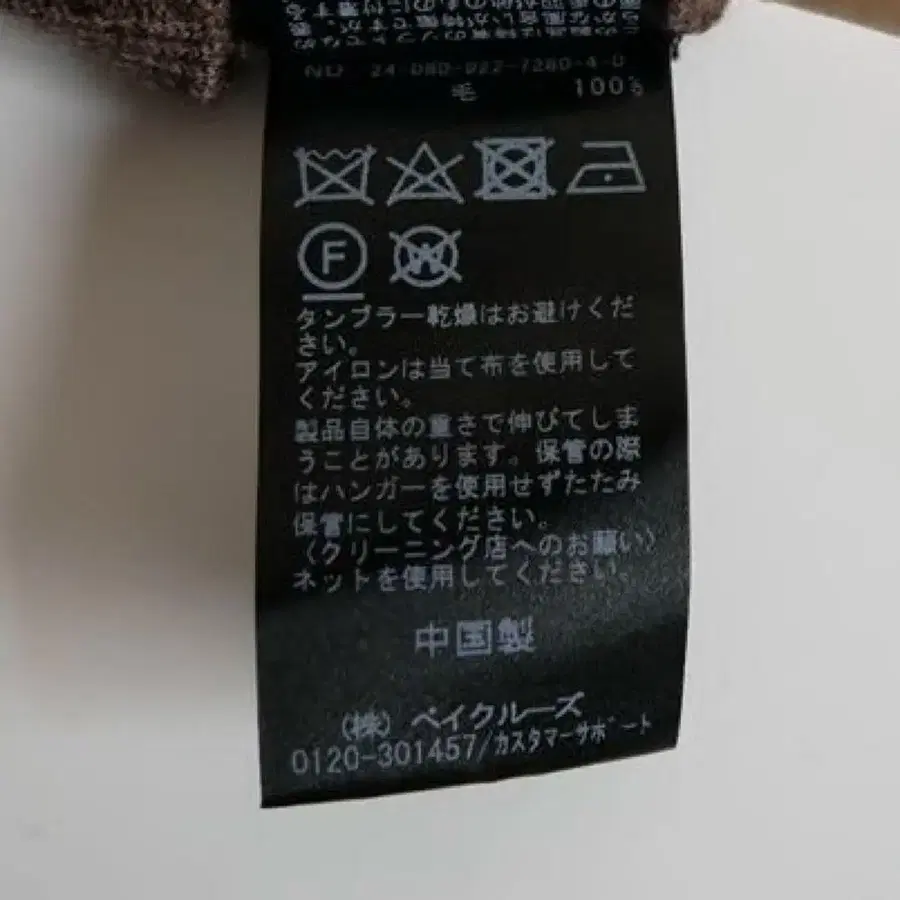 NO 24-080-922-7280-4-0
毛 100%
F
W
タンブラー乾燥はお避けくだ
さい。
アイロンは当て布を使用して
ください。
製品自体の重さで伸びてしま
うことがあります。保管の際
はハンガーを使用せずたたみ
保管にしてください。
〈クリーニング店へのお願い〉
ネットを使用してください。
中国製
(株) ベイクルーズ
0120-301457/カスタマーサポート